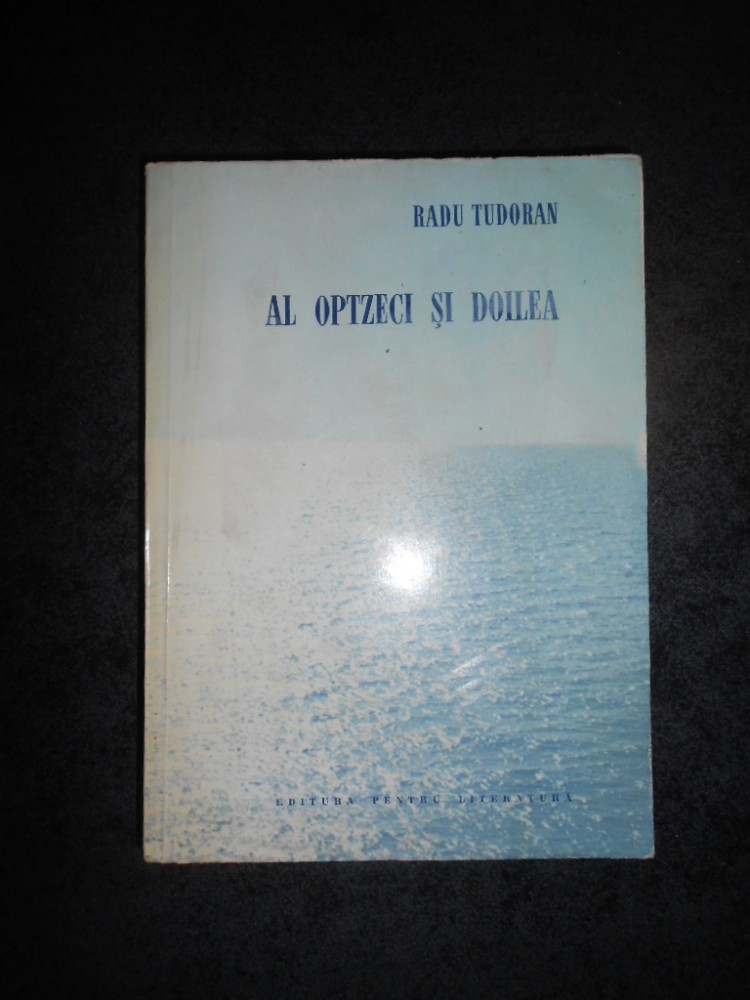 RADU TUDORAN
AL OPTZECI ȘI DOILEA
EDITURA PENTRU LITERATURĂ